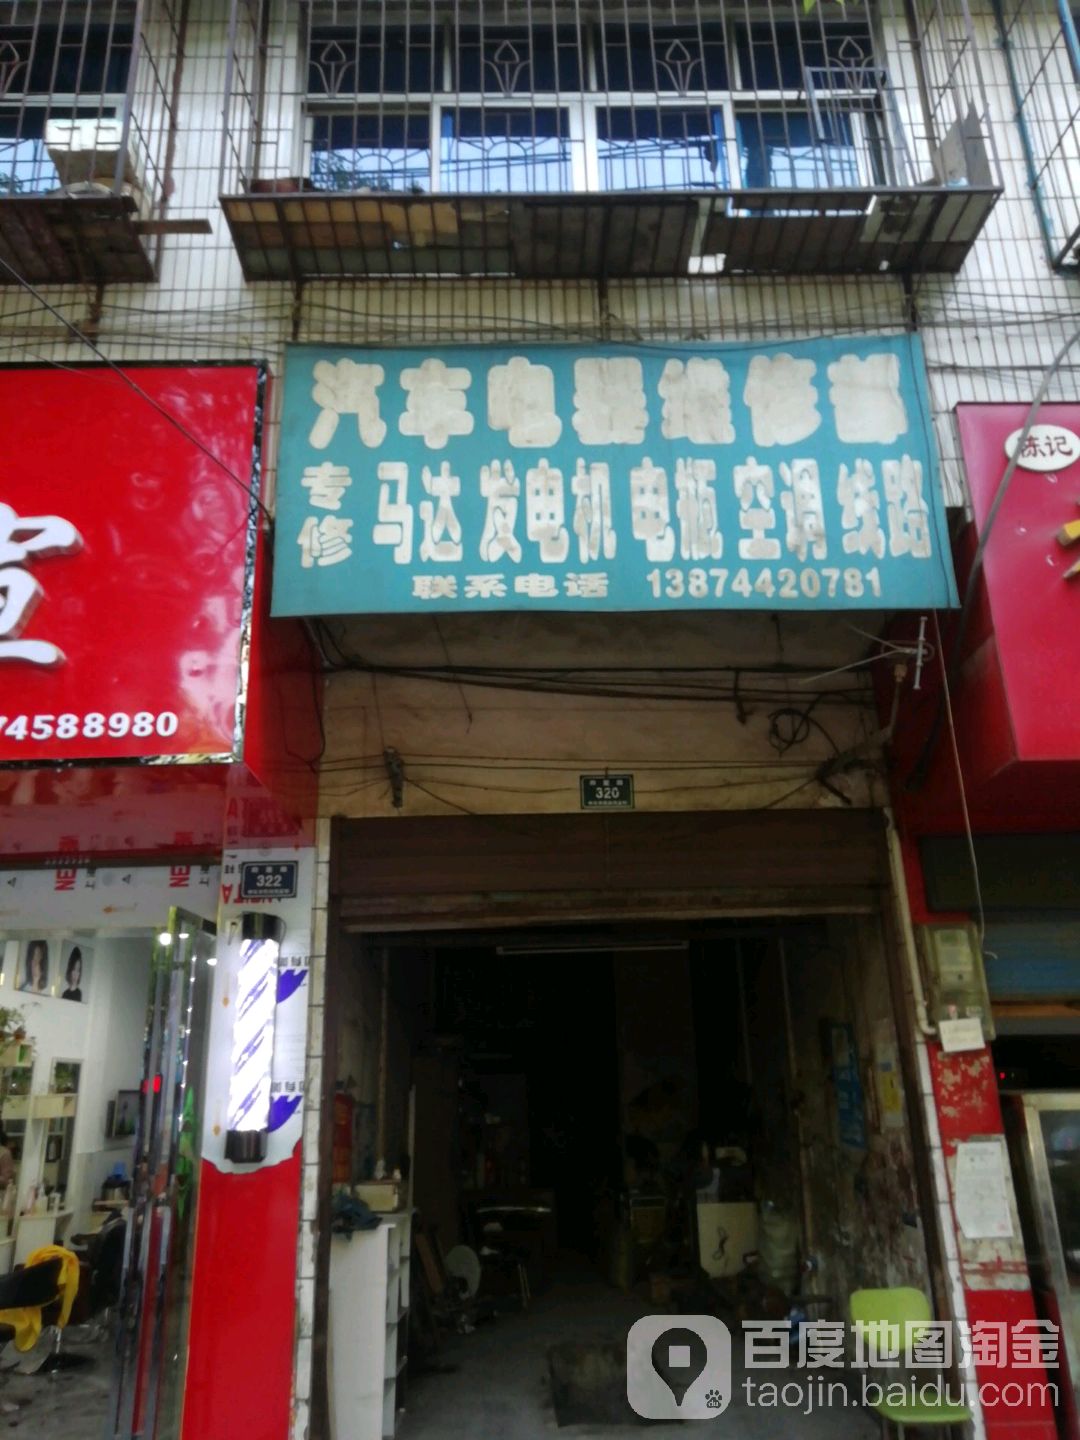 汽车电器维修部
专修 马达 发电机 电瓶 空调 线路
联系电话 13874420781
陈记
74588980
320
322
百度地图淘金
taojin.baidu.com